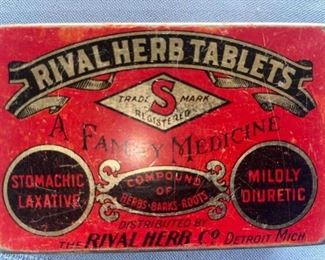 RIVAL HERB TABLETS
TRADE S MARK
REGISTERED
A FAMILY MEDICINE
STOMACHIC
LAXATIVE
COMPOUND
OF
HERBS-BARKS-ROOTS
MILDLY
DIURETIC
DISTRIBUTED BY
THE RIVAL HERB CO. DETROIT MICH